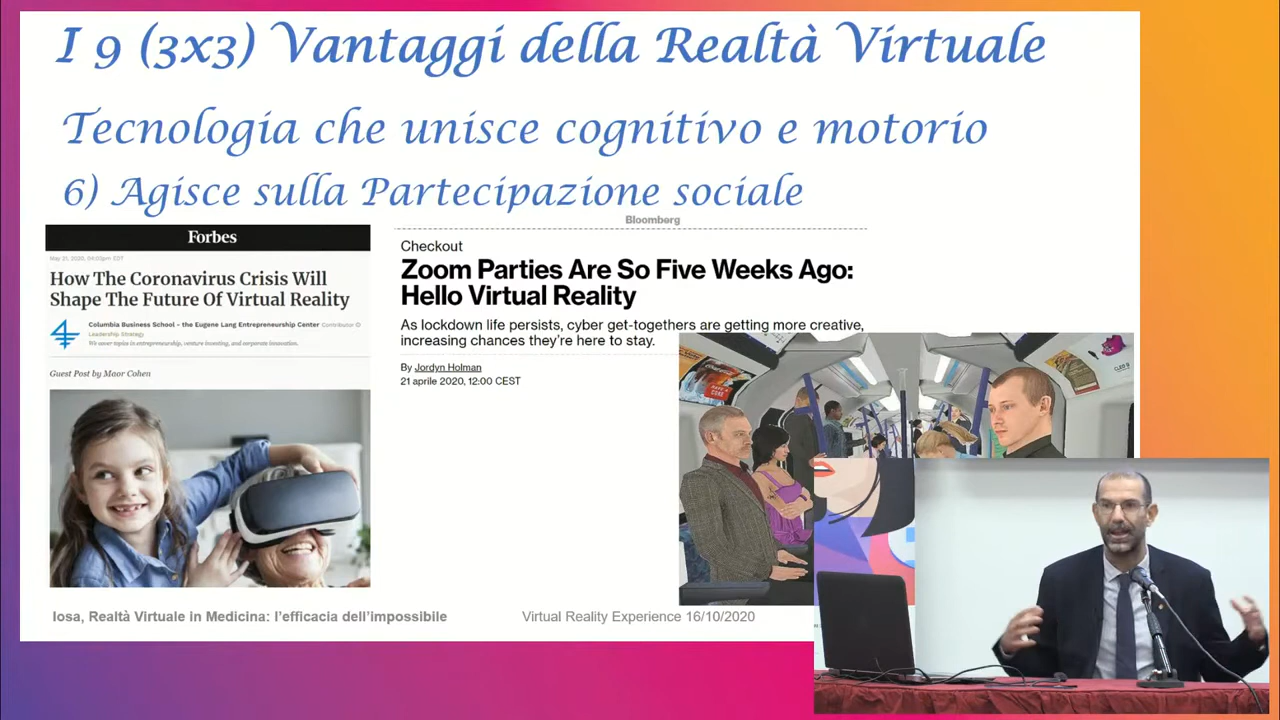 I 9 (3x3) Vantaggi della Realtà Virtuale
Tecnologia che unisce cognitivo e motorio
6) Agisce sulla Partecipazione sociale
Forbes
May 21, 2020, 04:03pm EDT
How The Coronavirus Crisis Will
Shape The Future Of Virtual Reality
Columbia Business School - the Eugene Lang Entrepreneurship Center Contributor
Leadership Strategy
We cover topics in entrepreneurship, venture investing, and corporate innovation.
Guest Post by Maor Cohen
Bloomberg
Checkout
Zoom Parties Are So Five Weeks Ago:
Hello Virtual Reality
As lockdown life persists, cyber get-togethers are getting more creative,
increasing chances they're here to stay.
By Jordyn Holman
21 aprile 2020, 12:00 CEST
Iosa, Realtà Virtuale in Medicina: l'efficacia dell'impossibile
Virtual Reality Experience 16/10/2020